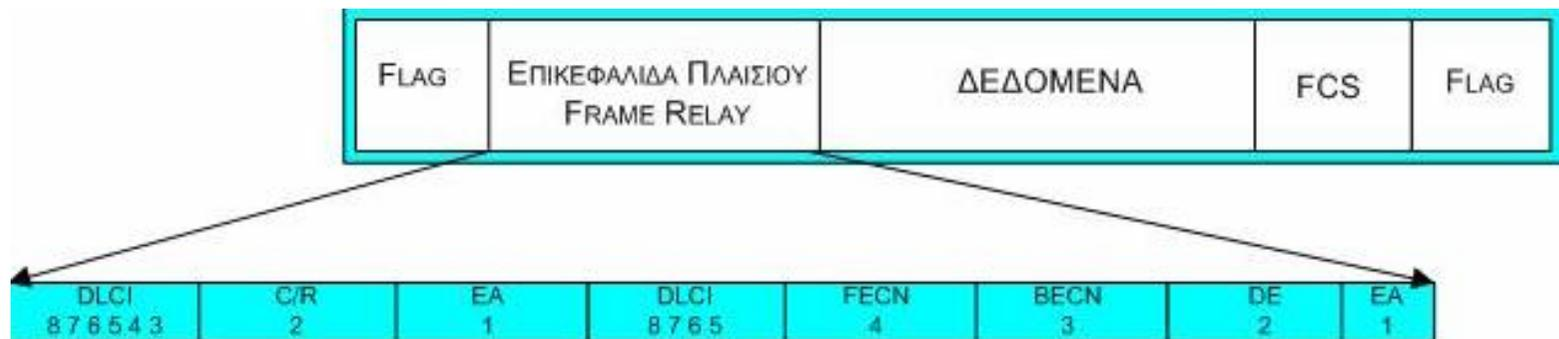 FLAG
ΕΠΙΚΕΦΑΛΙΔΑ ΠΛΑΙΣΙΟΥ
FRAME RELAY
ΔΕΔΟΜΕΝΑ
FCS
FLAG
DLCI
8 7 6 5 4 3
C/R
2
EA
1
DLCI
8 7 6 5
FECN
4
BECN
3
DE
2
EA
1